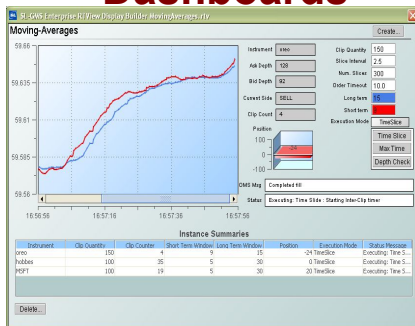 Dashboards
SL-GMS Enterprise RTView Display Builder MovingAverages.rtv
Moving-Averages
Create...
59.66
59.635
59.61
59.585
59.56
16:56:56
16:57:16
16:57:36
16:57:56
Instrument oreo
Ask Depth 128
Bid Depth 92
Current Side SELL
Clip Count 4
Position
100
0
-100
-24
Clip Quantity 150
Slice Interval 2.5
Num. Slices 300
Order Timeout 10.0
Long term 15
Short term
Execution Mode TimeSlice
Time Slice
Max Time
Depth Check
OMS Msg Completed fill
Status Executing: Time Slide : Starting Inter-Clip timer
Instance Summaries
Instrument Clip Quantity Clip Counter Short Term Window Long Term Window Position Execution Mode Status Message
oreo 150 4 9 15 -24 TimeSlice Executing: Time S...
hobbes 100 35 5 30 0 TimeSlice Executing: Time S...
MSFT 100 19 5 30 20 TimeSlice Executing: Time S...
Delete...